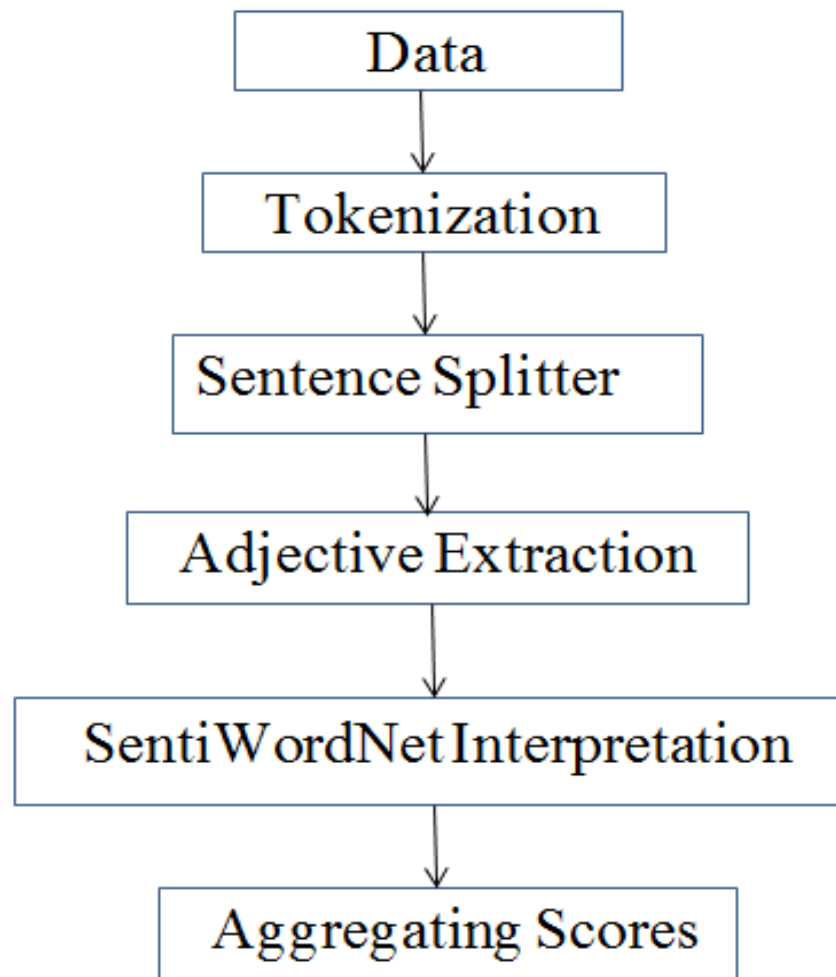 Data
Tokenization
Sentence Splitter
Adjective Extraction
SentiWordNet Interpretation
Aggregating Scores